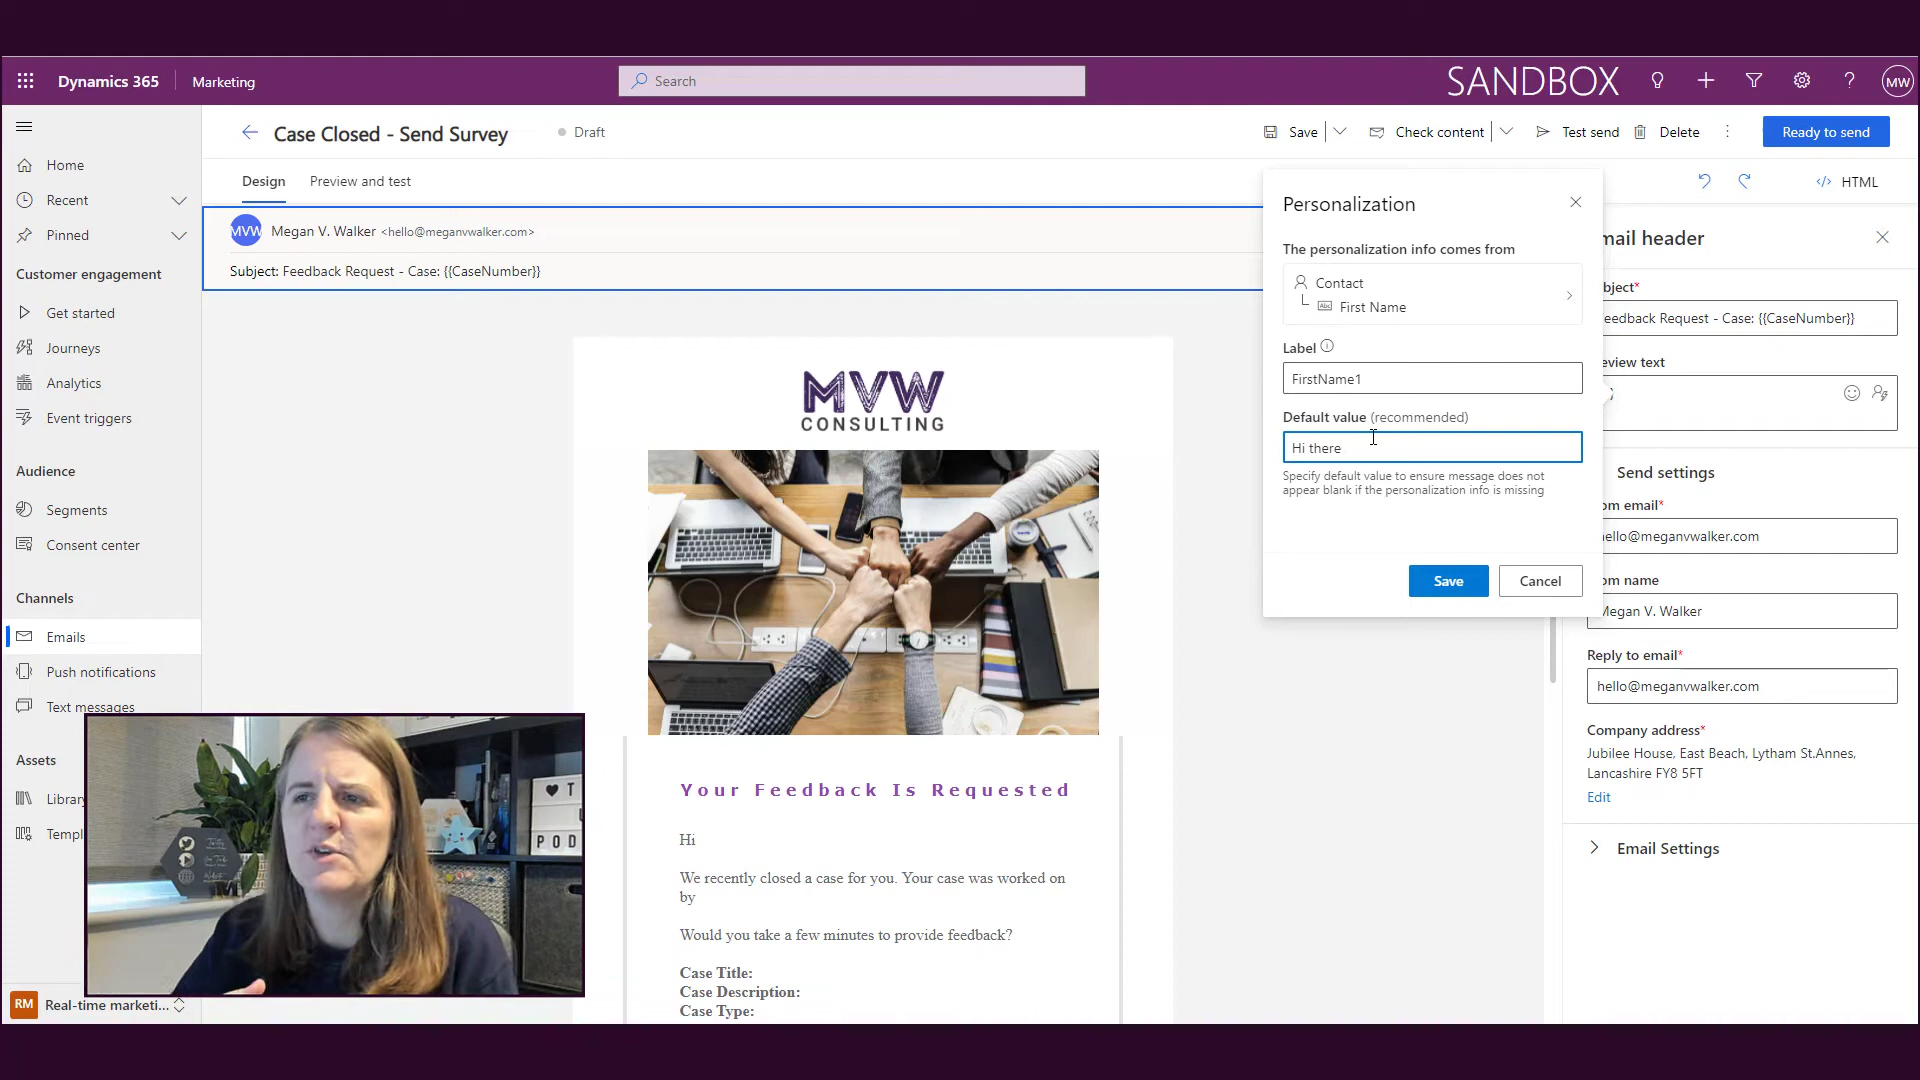 Dynamics 365
Marketing
Search
SANDBOX
MW
Case Closed - Send Survey
Draft
Save
Check content
Test send
Delete
Ready to send
Home
Recent
Pinned
Customer engagement
Get started
Journeys
Analytics
Event triggers
Audience
Segments
Consent center
Channels
Emails
Push notifications
Text messages
Assets
RM
Real-time marketi...
Design
Preview and test
HTML
MVW
Megan V. Walker <hello@meganvwalker.com>
Subject: Feedback Request - Case: {{CaseNumber}}
MVW
CONSULTING
Your Feedback Is Requested
Hi
We recently closed a case for you. Your case was worked on
by
Would you take a few minutes to provide feedback?
Case Title:
Case Description:
Case Type:
Personalization
The personalization info comes from
Contact
Abc First Name
Label
FirstName1
Default value (recommended)
Hi there
Specify default value to ensure message does not
appear blank if the personalization info is missing
Save
Cancel
mail header
bject*
eedback Request - Case: {{CaseNumber}}
eview text
Send settings
om email*
ello@meganvwalker.com
om name
Megan V. Walker
Reply to email*
hello@meganvwalker.com
Company address*
Jubilee House, East Beach, Lytham St.Annes,
Lancashire FY8 5FT
Edit
Email Settings